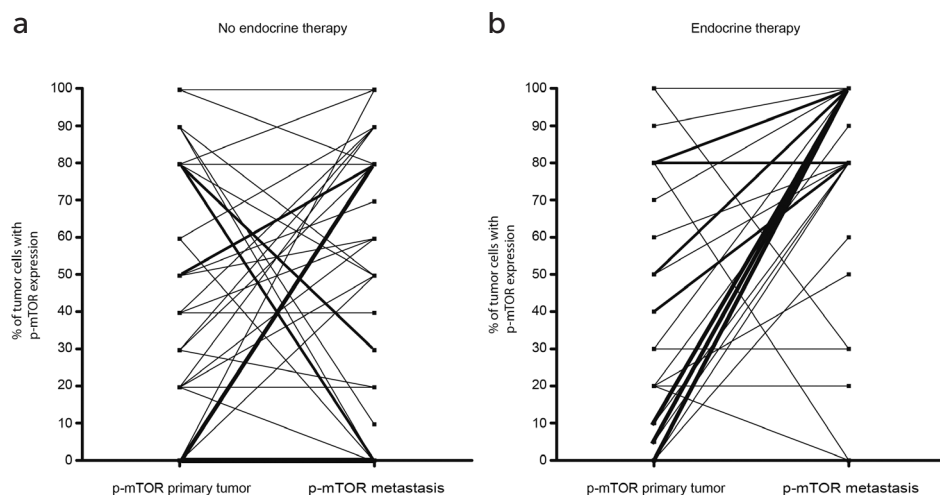 a
No endocrine therapy
100
90
80
70
60
50
40
30
20
10
0
% of tumor cells with
p-mTOR expression
p-mTOR primary tumor
p-mTOR metastasis
b
Endocrine therapy
100
90
80
70
60
50
40
30
20
10
0
% of tumor cells with
p-mTOR expression
p-mTOR primary tumor
p-mTOR metastasis